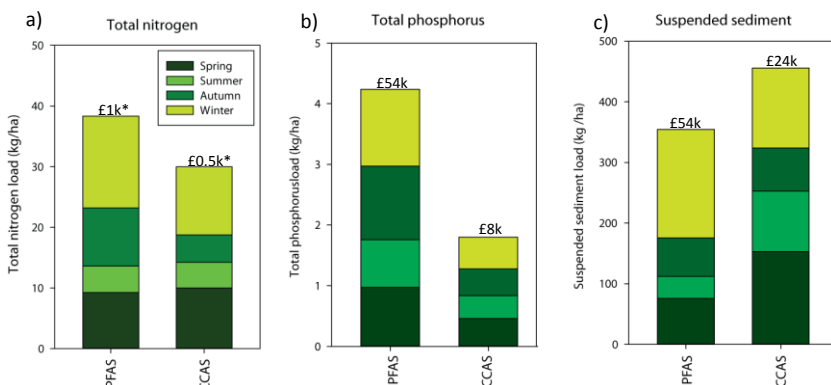 a)
Total nitrogen
Total nitrogen load (kg/ha)
50
40
30
20
10
0
Spring
Summer
Autumn
Winter
£1k*
£0.5k*
PFAS
CCAS
b)
Total phosphorus
Total phosphorusload (kg/ha)
5
4
3
2
1
0
£54k
£8k
PFAS
CCAS
c)
Suspended sediment
Suspended sediment load (kg /ha)
500
400
300
200
100
0
£54k
£24k
PFAS
CCAS